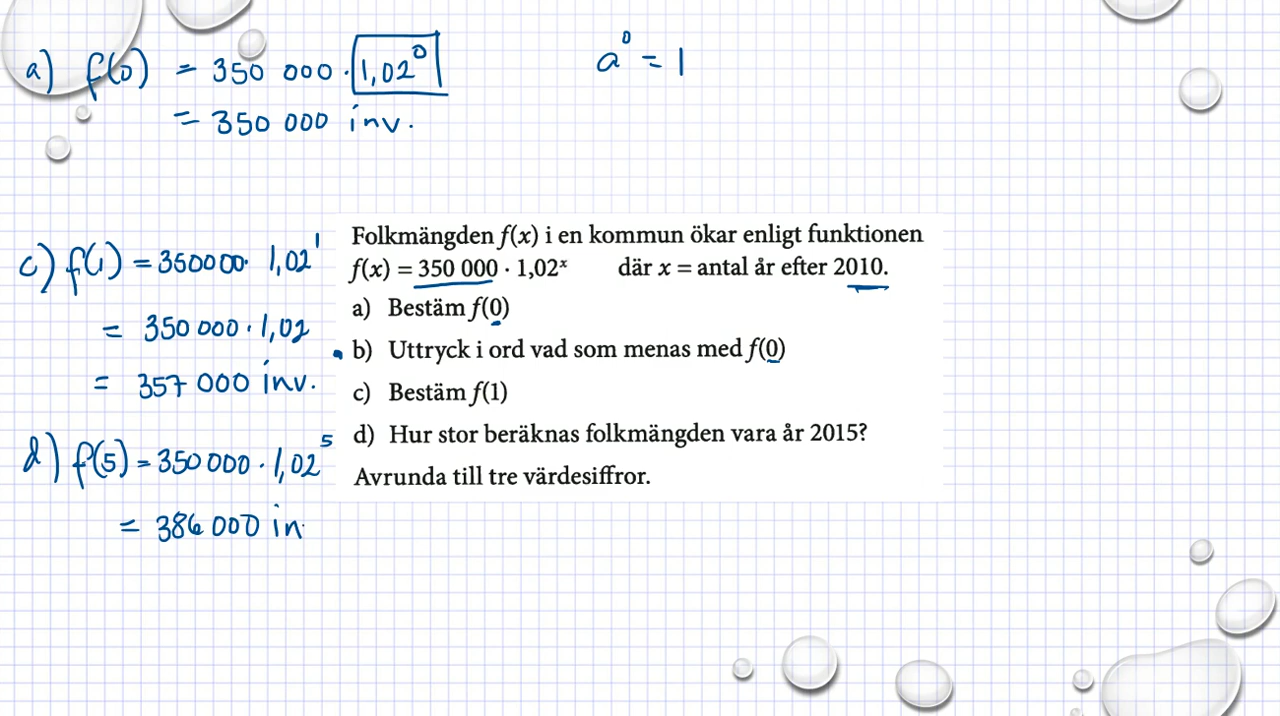 a) f(0) = 350 000 · 1,02⁰
= 350 000 inv.
a⁰ = 1
Folkmängden f(x) i en kommun ökar enligt funktionen
f(x) = 350 000 · 1,02ˣ där x = antal år efter 2010.
a) Bestäm f(0)
b) Uttryck i ord vad som menas med f(0)
c) Bestäm f(1)
d) Hur stor beräknas folkmängden vara år 2015?
Avrunda till tre värdesiffror.
c) f(1) = 350000 · 1,02¹
= 350 000 · 1,02
= 357 000 inv.
d) f(5) = 350 000 · 1,02⁵
= 386 000 in